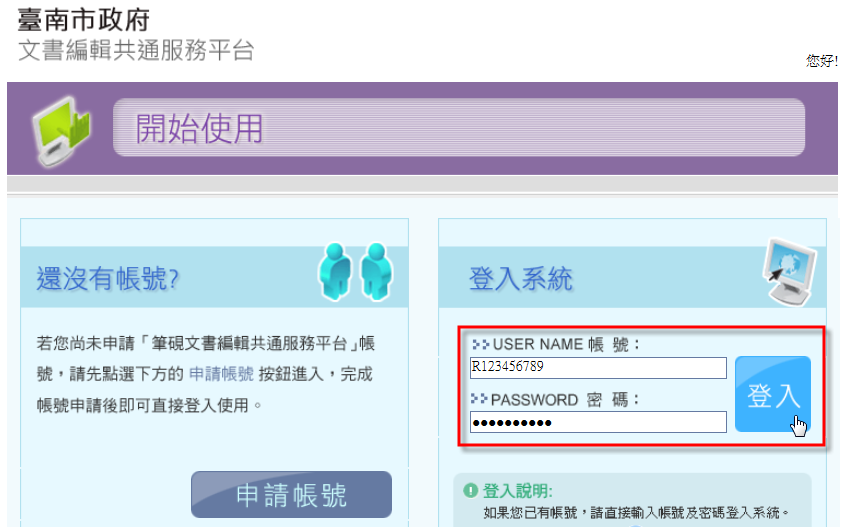 臺南市政府
文書編輯共通服務平台
您好!
開始使用
還沒有帳號?
若您尚未申請「筆硯文書編輯共通服務平台」帳
號，請先點選下方的 申請帳號 按鈕進入，完成
帳號申請後即可直接登入使用。
申請帳號
登入系統
USER NAME 帳 號：
R123456789
PASSWORD 密 碼：
●●●●●●●●●●
登入
登入說明:
如果您已有帳號，請直接輸入帳號及密碼登入系統。